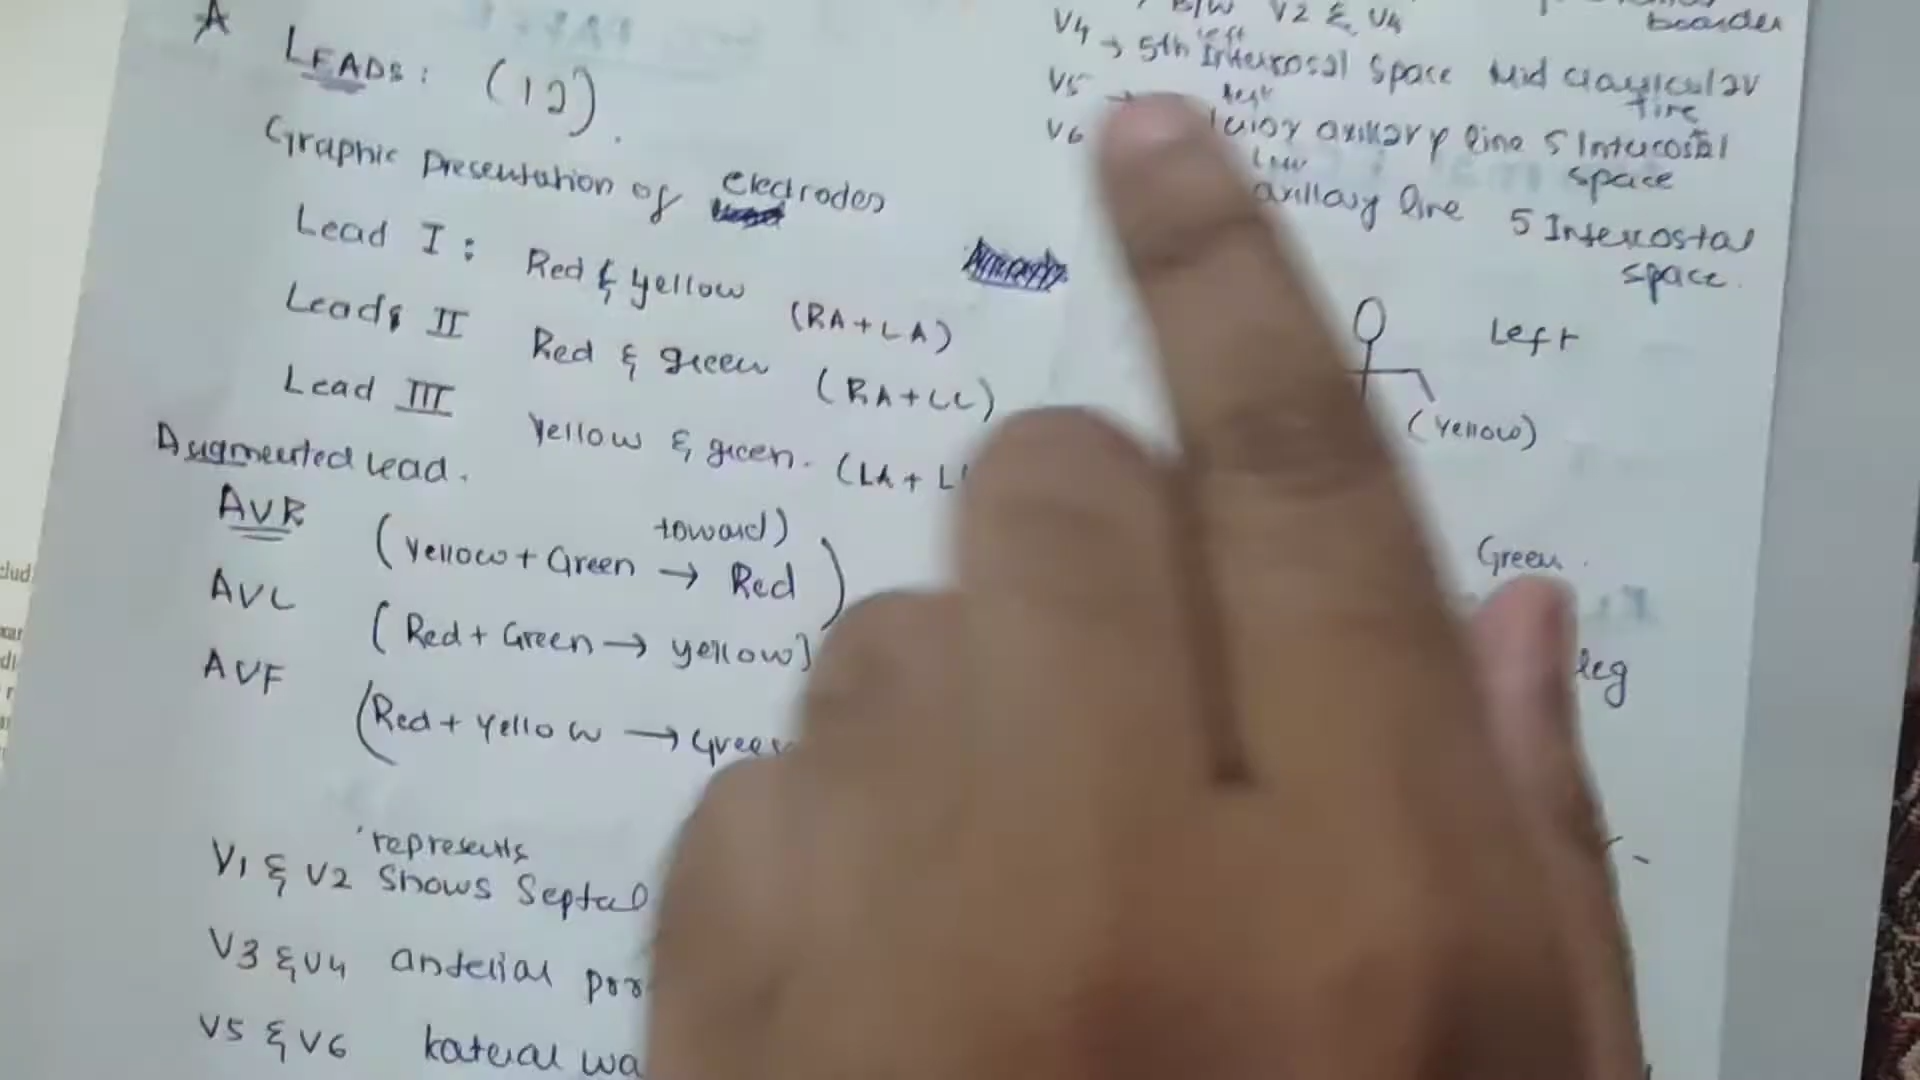 LEADS: (12).
Graphic Presentation of electrodes
Lead I: Red & yellow (RA+LA)
Leads II Red & green (RA+LL)
Lead III Yellow & green. (LA+ L
Augmented lead.
AVR (Yellow+Green → Red) toward)
AVL (Red+Green → yellow)
AVF (Red+yellow → Green
V1 & V2 represents Shows Septal
V3 & V4 anterial por
V5 & V6 lateral wa
B/W V2 & V4
boarder
V4 → 5th left Intercosal Space Mid
line
V5 →
axillary line 5 Intercostal
space
V6
axillary line 5 Intercostal
space.
Left
(Yellow)
Green.
leg